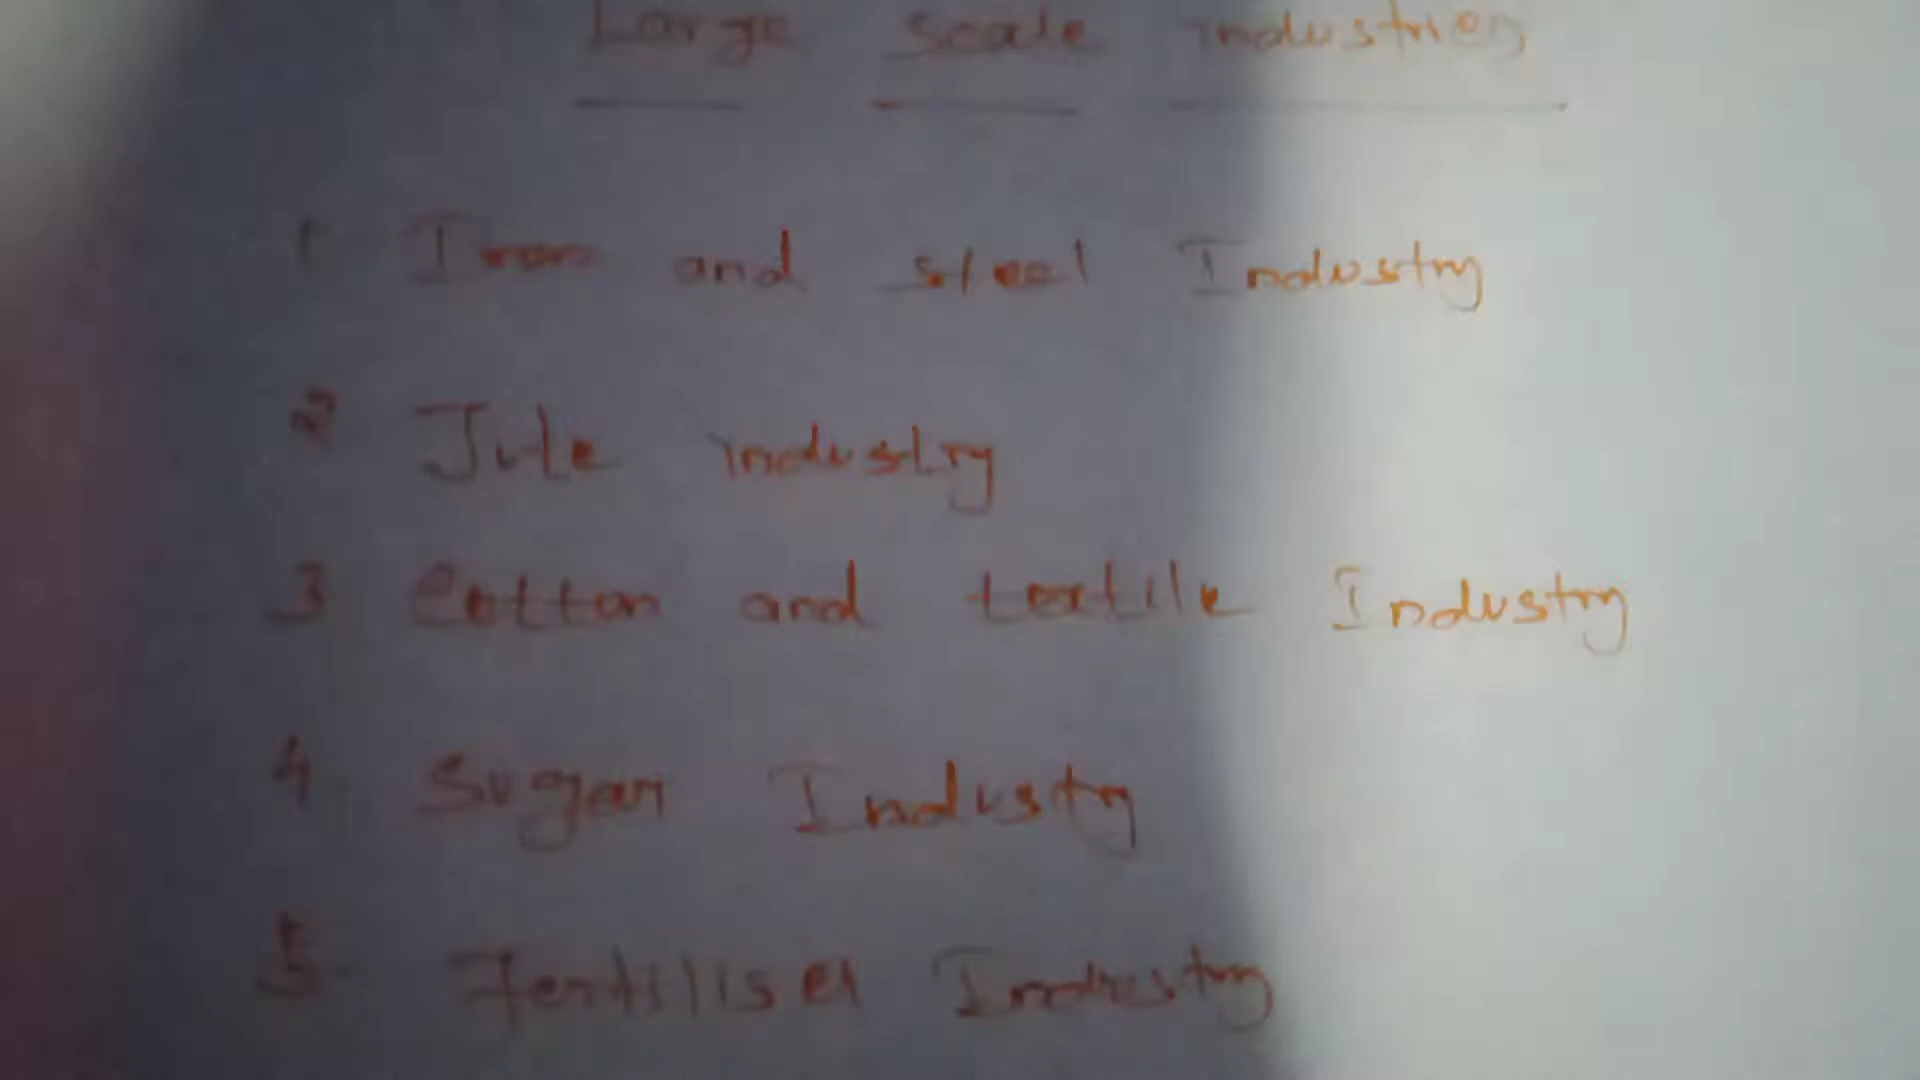 Large scale industries
1 Iron and steel Industry
2 Jute industry
3 Cotton and textile Industry
4. Sugar Industry
5- Fertiliser Industry